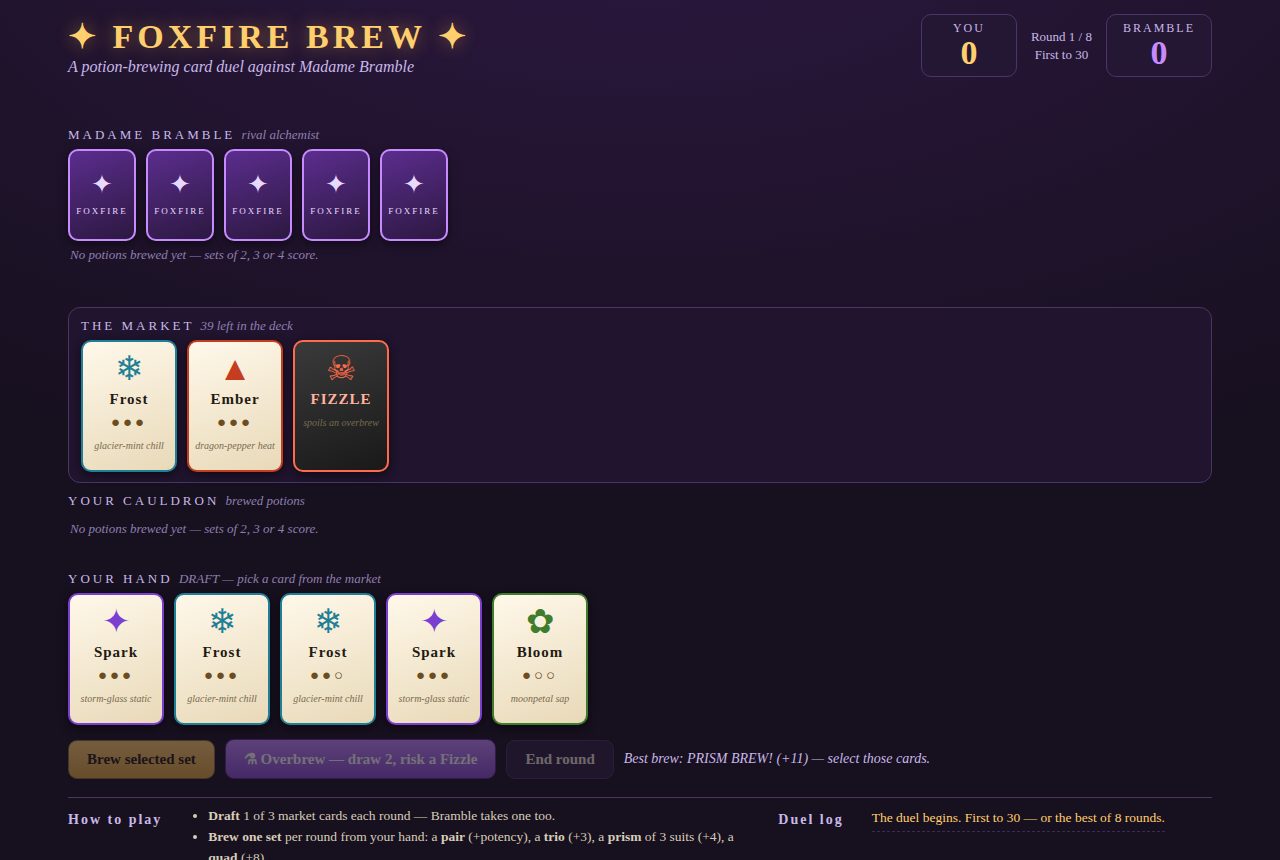 ✦ FOXFIRE BREW ✦
A potion-brewing card duel against Madame Bramble
YOU
0
Round 1 / 8
First to 30
BRAMBLE
0
MADAME BRAMBLE rival alchemist
FOXFIRE FOXFIRE FOXFIRE FOXFIRE FOXFIRE
No potions brewed yet — sets of 2, 3 or 4 score.
THE MARKET 39 left in the deck
Frost Ember FIZZLE
glacier-mint chill dragon-pepper heat spoils an overbrew
YOUR CAULDRON brewed potions
No potions brewed yet — sets of 2, 3 or 4 score.
YOUR HAND DRAFT — pick a card from the market
Spark Frost Frost Spark Bloom
storm-glass static glacier-mint chill glacier-mint chill storm-glass static moonpetal sap
Brew selected set ⚗ Overbrew — draw 2, risk a Fizzle End round Best brew: PRISM BREW! (+11) — select those cards.
How to play
• Draft 1 of 3 market cards each round — Bramble takes one too.
• Brew one set per round from your hand: a pair (+potency), a trio (+3), a prism of 3 suits (+4), a
quad (+8)
Duel log
The duel begins. First to 30 — or the best of 8 rounds.